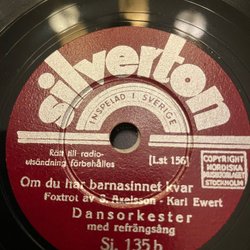 silverton
INSPELAD I SVERIGE
Rätt till radio-
utsändning förbehålles
[Lst 156]
COPYRIGHT
NORDISKA
MUSIKFÖRLAGET
STOCKHOLM
Om du har barnasinnet kvar
Foxtrot av S. Axelsson - Karl Ewert
Dansorkester
med refrängsång
Si. 135 b